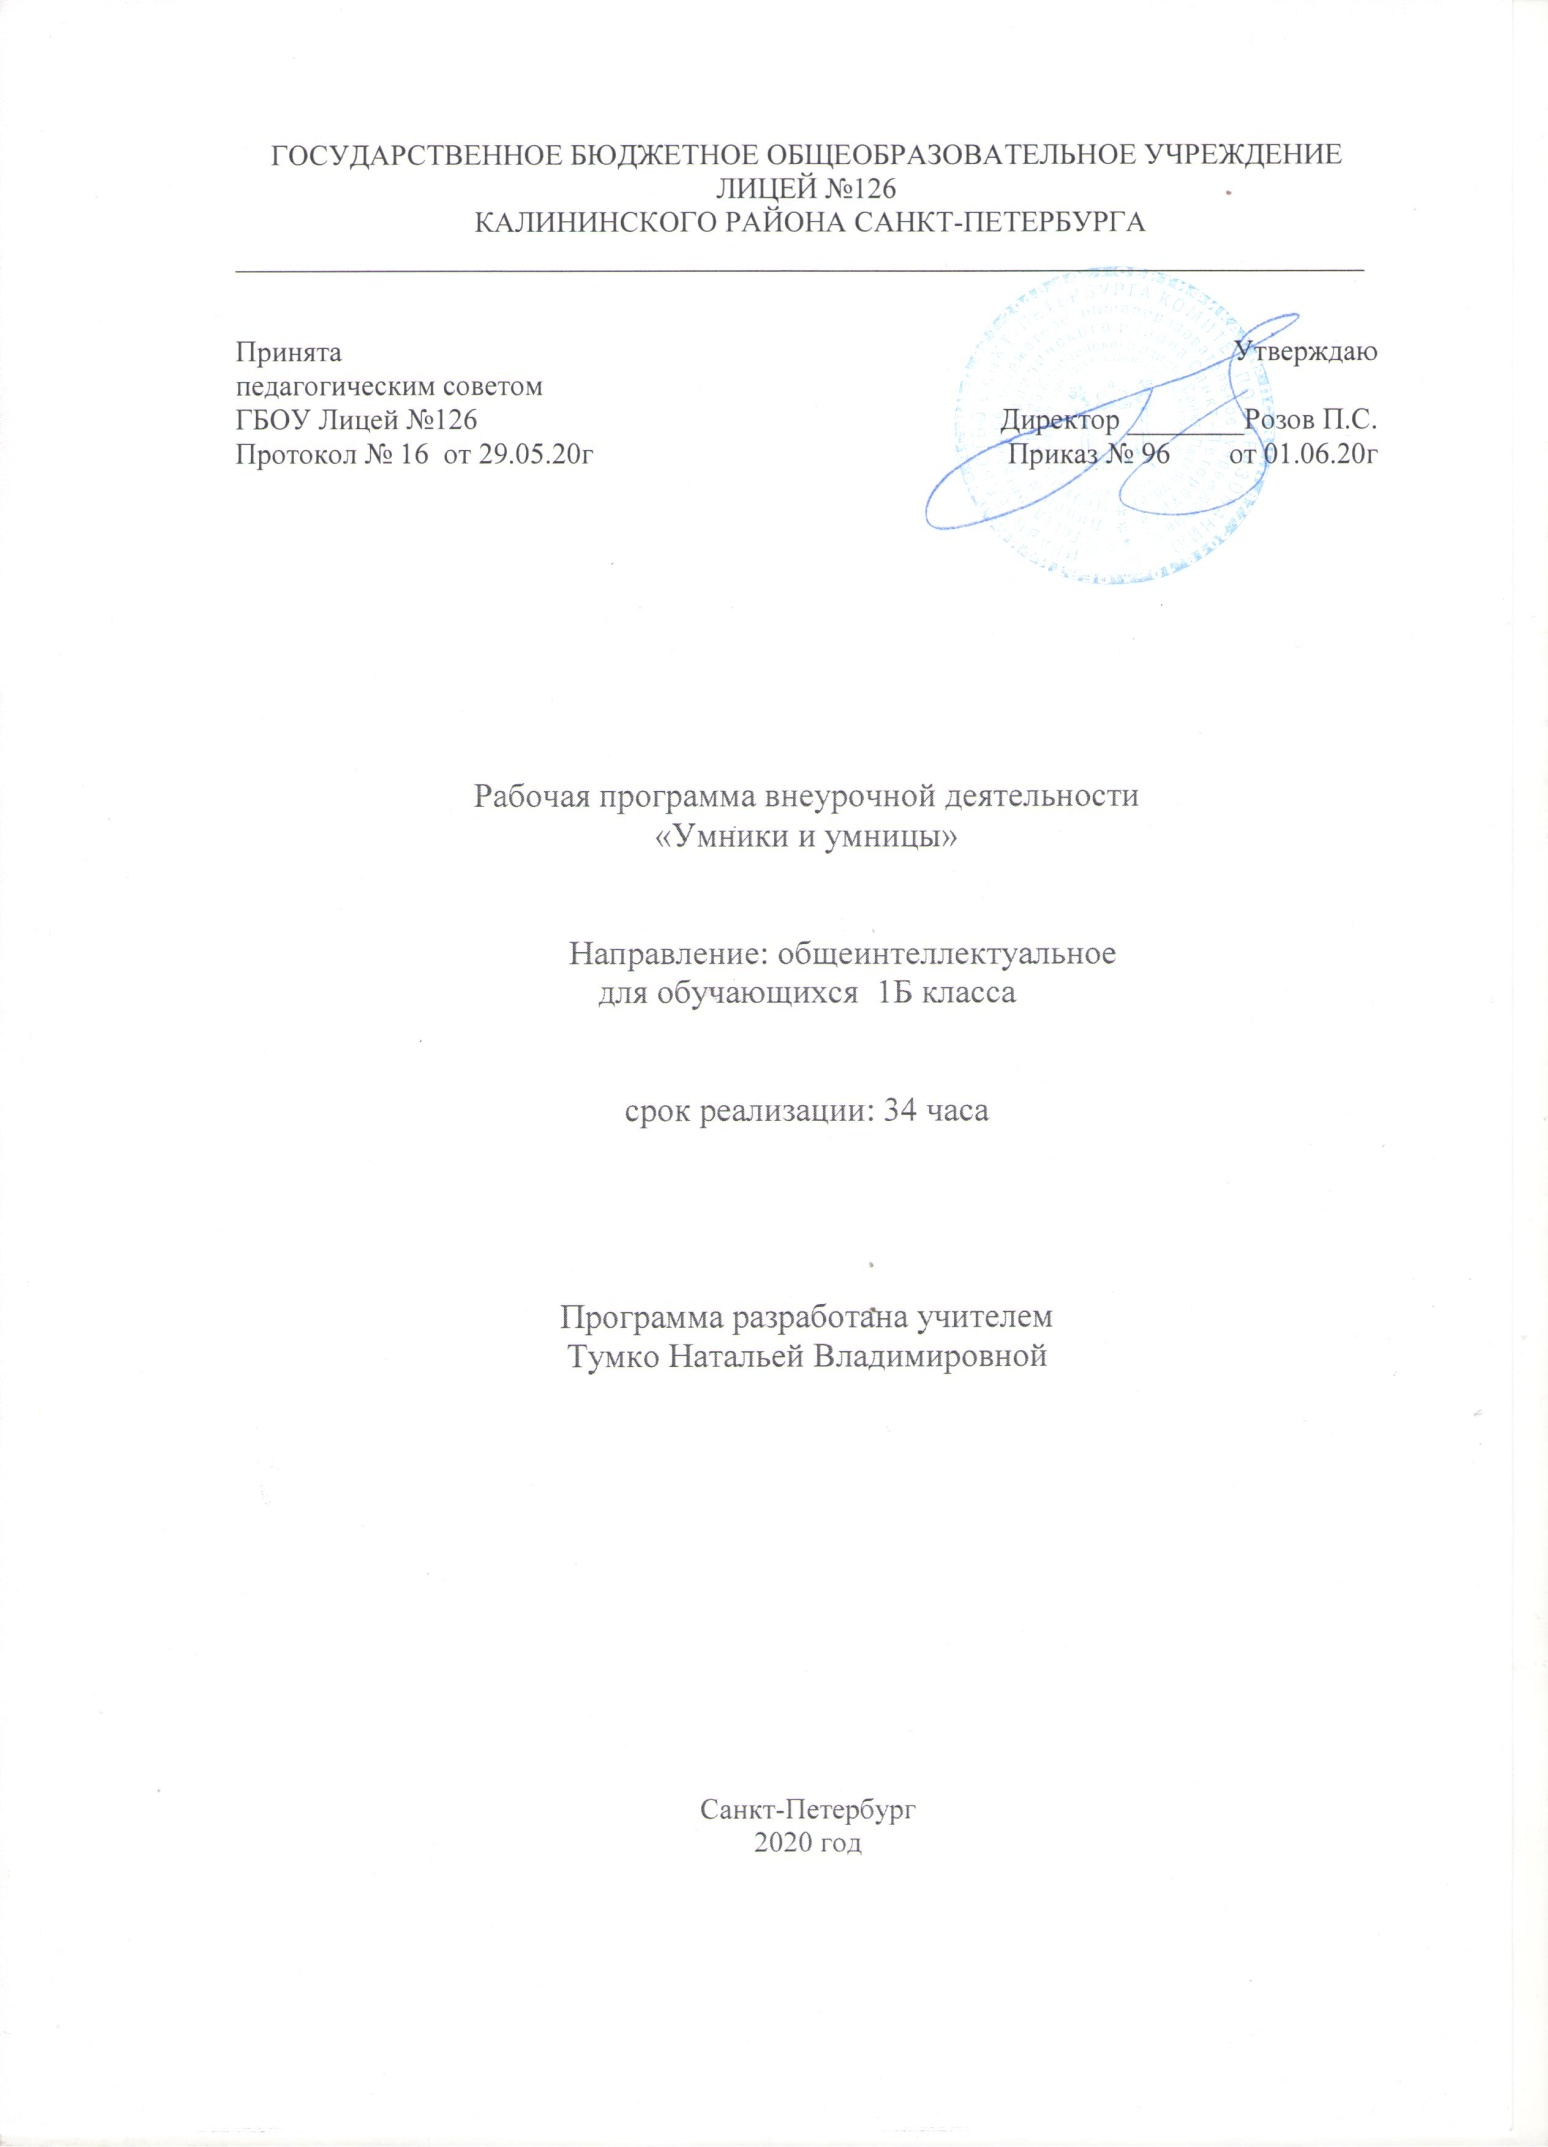 ГОСУДАРСТВЕННОЕ БЮДЖЕТНОЕ ОБЩЕОБРАЗОВАТЕЛЬНОЕ УЧРЕЖДЕНИЕ
ЛИЦЕЙ №126
КАЛИНИНСКОГО РАЙОНА САНКТ-ПЕТЕРБУРГА
Принята Утверждаю
педагогическим советом
ГБОУ Лицей №126 Директор ________Розов П.С.
Протокол № 16 от 29.05.20г Приказ № 96 от 01.06.20г
Рабочая программа внеурочной деятельности
«Умники и умницы»
Направление: общеинтеллектуальное
для обучающихся 1Б класса
срок реализации: 34 часа
Программа разработана учителем
Тумко Натальей Владимировной
Санкт-Петербург
2020 год